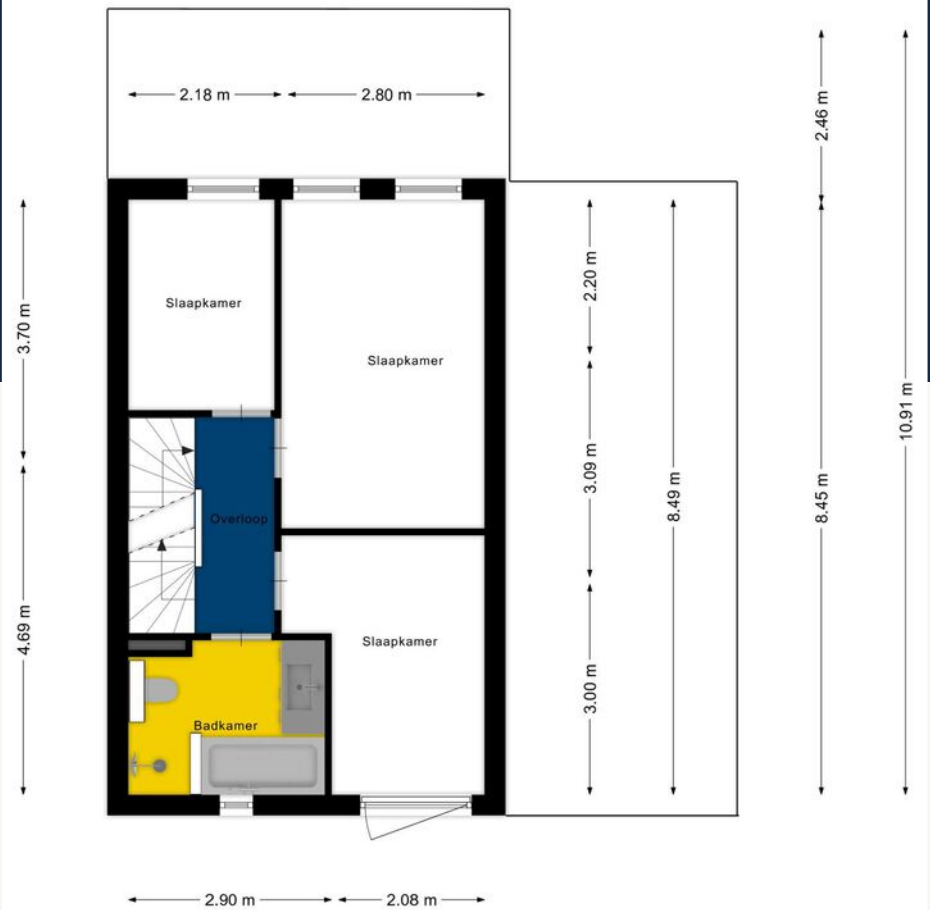 2.18 m
2.80 m
2.46 m
Slaapkamer
2.20 m
3.70 m
Slaapkamer
10.91 m
3.09 m
8.49 m
8.45 m
Overloop
4.69 m
Slaapkamer
3.00 m
Badkamer
2.90 m
2.08 m